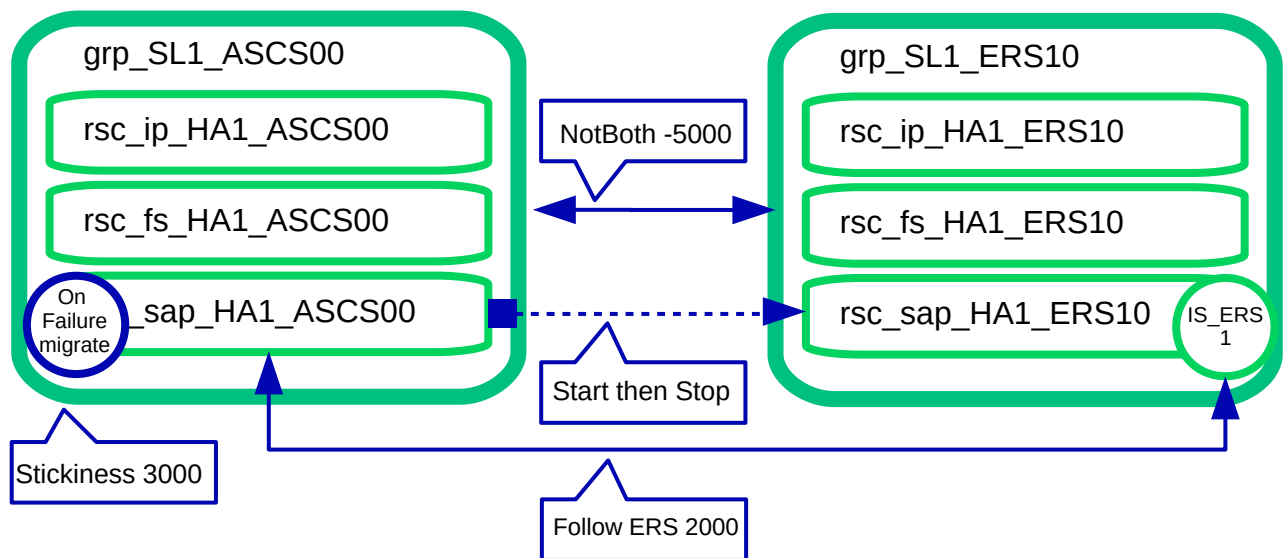 grp_SL1_ASCS00
rsc_ip_HA1_ASCS00
rsc_fs_HA1_ASCS00
On
Failure
migrate
_sap_HA1_ASCS00
Stickiness 3000
NotBoth -5000
Start then Stop
Follow ERS 2000
grp_SL1_ERS10
rsc_ip_HA1_ERS10
rsc_fs_HA1_ERS10
rsc_sap_HA1_ERS10
IS_ERS
1